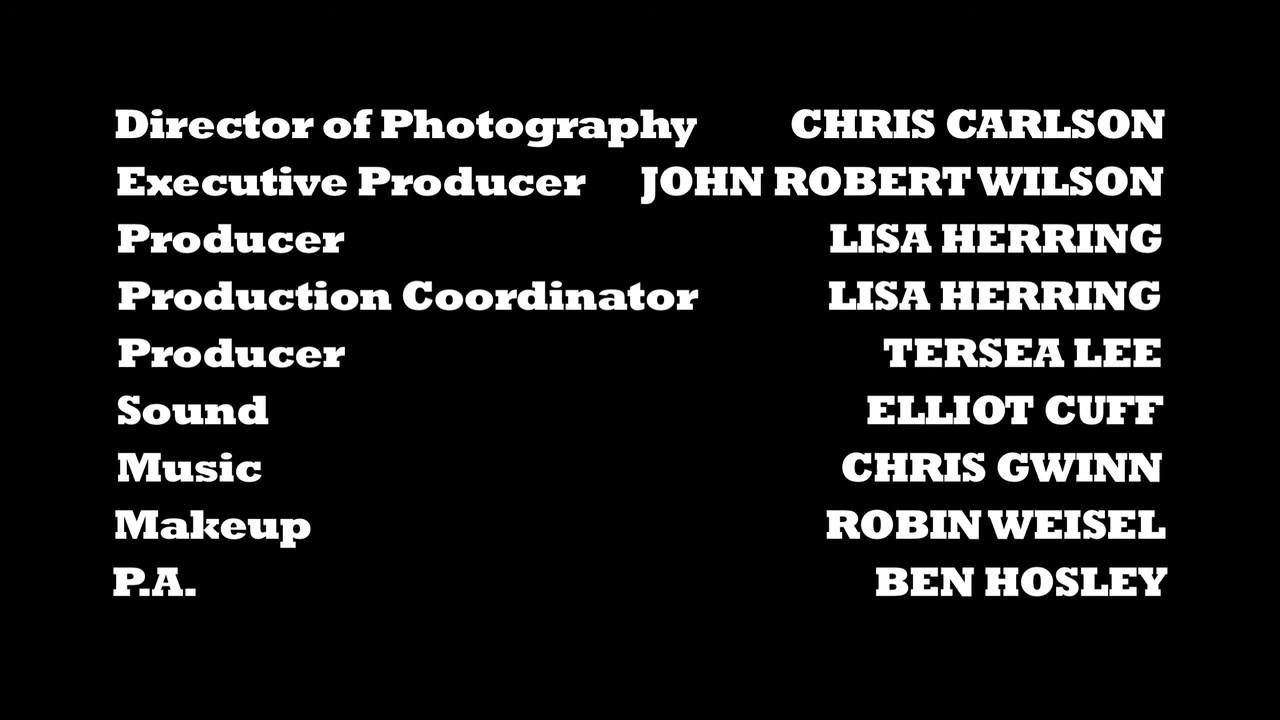 Director of Photography CHRIS CARLSON
Executive Producer JOHN ROBERT WILSON
Producer LISA HERRING
Production Coordinator LISA HERRING
Producer TERSEA LEE
Sound ELLIOT CUFF
Music CHRIS GWINN
Makeup ROBIN WEISEL
P.A. BEN HOSLEY